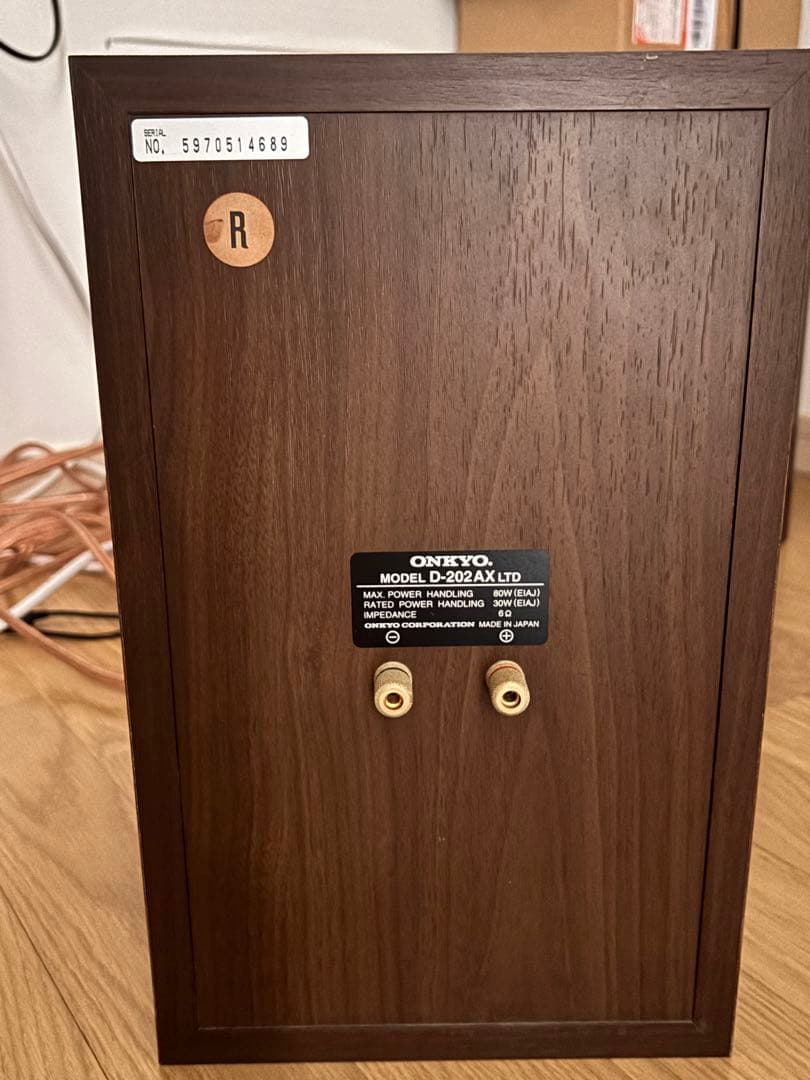 SERIAL
NO. 5970514689
R
ONKYO®
MODEL D-202AX LTD
MAX. POWER HANDLING 80W (EIAJ)
RATED POWER HANDLING 30W (EIAJ)
IMPEDANCE 6Ω
ONKYO CORPORATION MADE IN JAPAN
⊖ ⊕